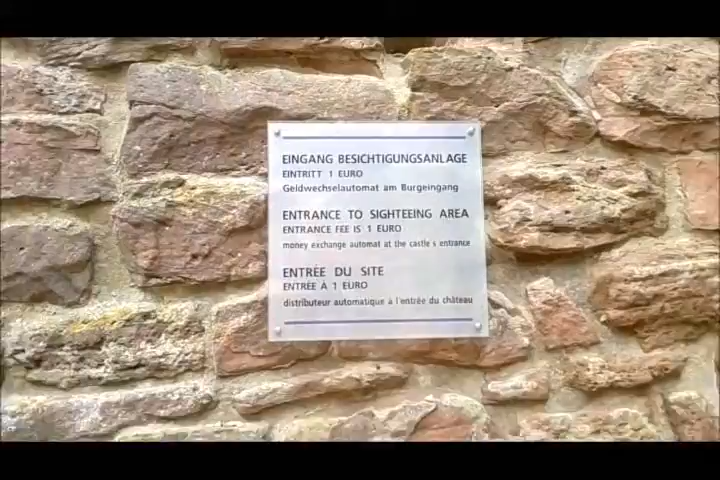 EINGANG BESICHTIGUNGSANLAGE
EINTRITT 1 EURO
Geldwechselautomat am Burgeingang
ENTRANCE TO SIGHTEEING AREA
ENTRANCE FEE IS 1 EURO
money exchange automat at the castle s entrance
ENTRÉE DU SITE
ENTRÉE À 1 EURO
distributeur automatique à l'entrée du château